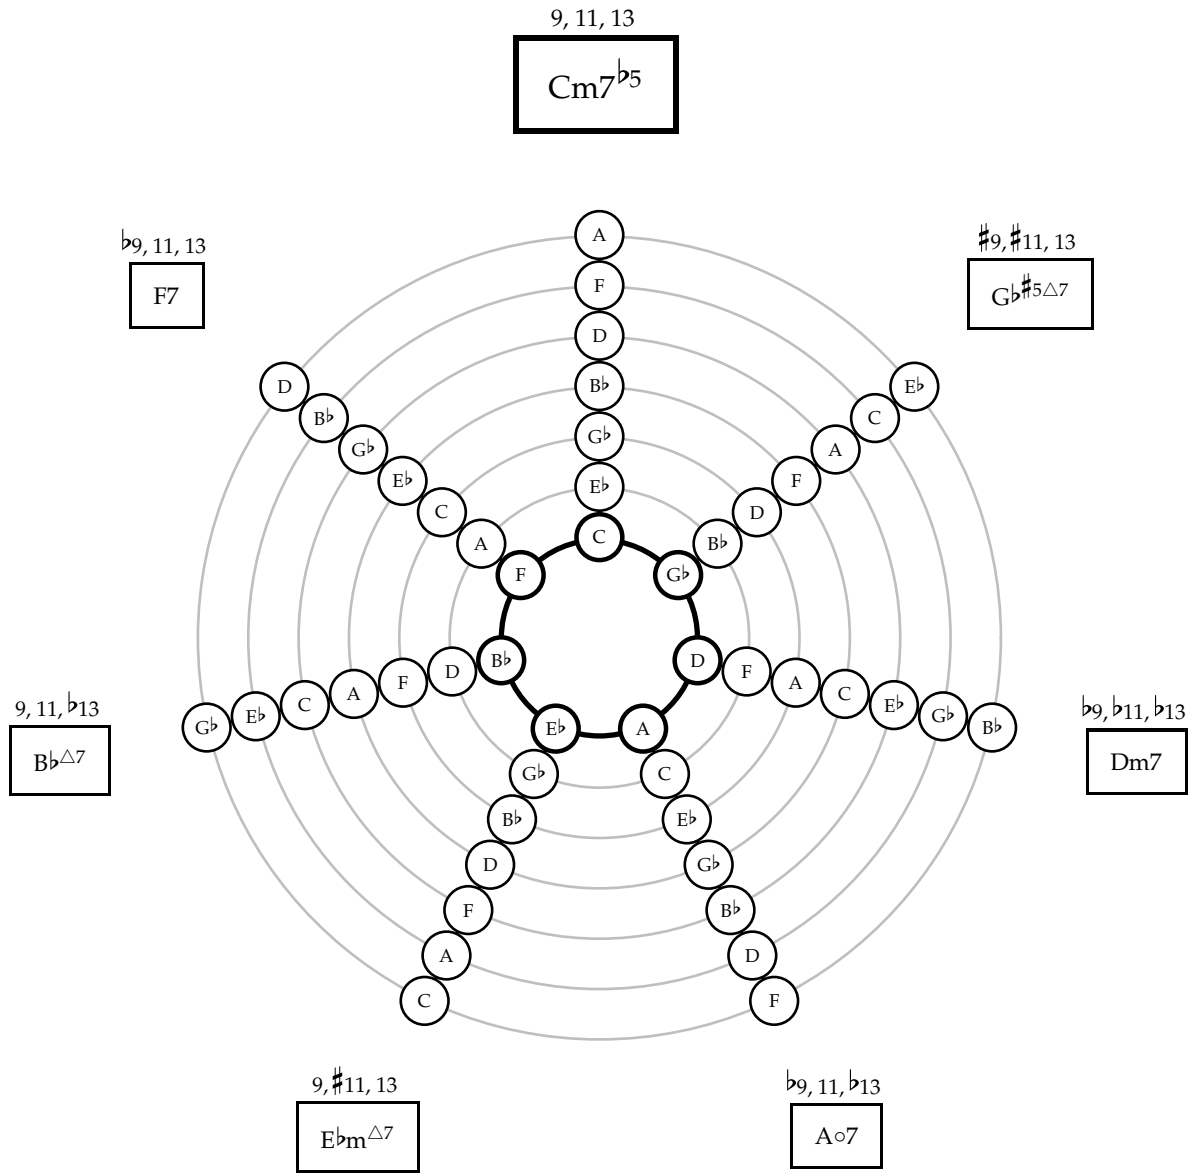 9, 11, 13
Cm7♭5
♭9, 11, 13
F7
♯9,♯11, 13
G♭♯5△7
A
F
D
B♭
G♭
E♭
C
D
B♭
G♭
E♭
C
A
F
E♭
C
A
F
D
B♭
G♭
9, 11,♭13
B♭△7
G♭
E♭
C
A
F
D
B♭
D
F
A
C
E♭
G♭
B♭
♭9,♭11,♭13
Dm7
E♭
G♭
B♭
D
F
A
C
A
C
E♭
G♭
B♭
D
F
9,♯11, 13
E♭m△7
♭9, 11,♭13
A○7